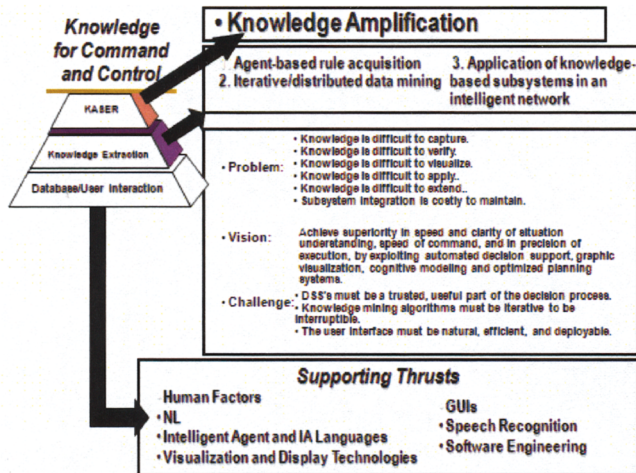 Knowledge
for Command
and Control
KASER
Knowledge Extraction
Database/User Interaction
• Knowledge Amplification
1. Agent-based rule acquisition
2. Iterative/distributed data mining
3. Application of knowledge-
based subsystems in an
intelligent network
• Problem:
• Knowledge is difficult to capture.
• Knowledge is difficult to verify.
• Knowledge is difficult to visualize.
• Knowledge is difficult to apply..
• Knowledge is difficult to extend..
• Subsystem integration is costly to maintain.
• Vision:
Achieve superiority in speed and clarity of situation
understanding, speed of command, and in precision of
execution, by exploiting automated decision support, graphic
visualization, cognitive modeling and optimized planning
systems.
• Challenge:
• DSS's must be a trusted, useful part of the decision process.
• Knowledge mining algorithms must be iterative to be
interruptible.
• The user interface must be natural, efficient, and deployable.
Supporting Thrusts
Human Factors
•NL
•Intelligent Agent and IA Languages
•Visualization and Display Technologies
GUIs
•Speech Recognition
•Software Engineering